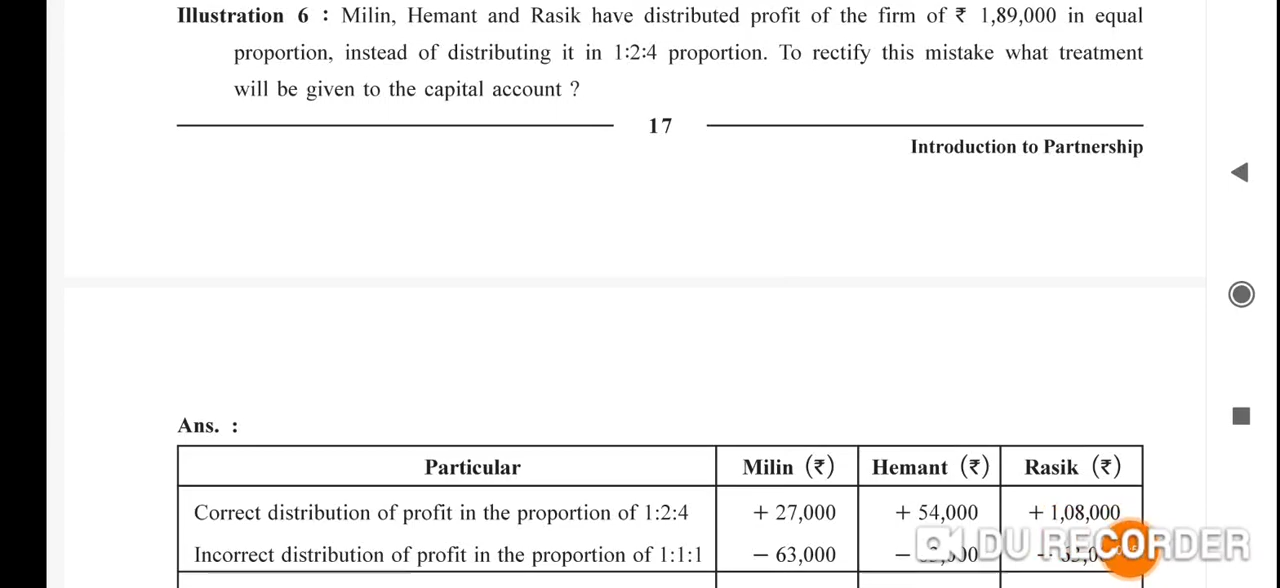 Illustration 6 : Milin, Hemant and Rasik have distributed profit of the firm of ₹ 1,89,000 in equal
proportion, instead of distributing it in 1:2:4 proportion. To rectify this mistake what treatment
will be given to the capital account ?
17
Introduction to Partnership
Ans. :
Particular Milin (₹) Hemant (₹) Rasik (₹)
Correct distribution of profit in the proportion of 1:2:4 + 27,000 + 54,000 + 1,08,000
Incorrect distribution of profit in the proportion of 1:1:1 – 63,000
DU RECORDER